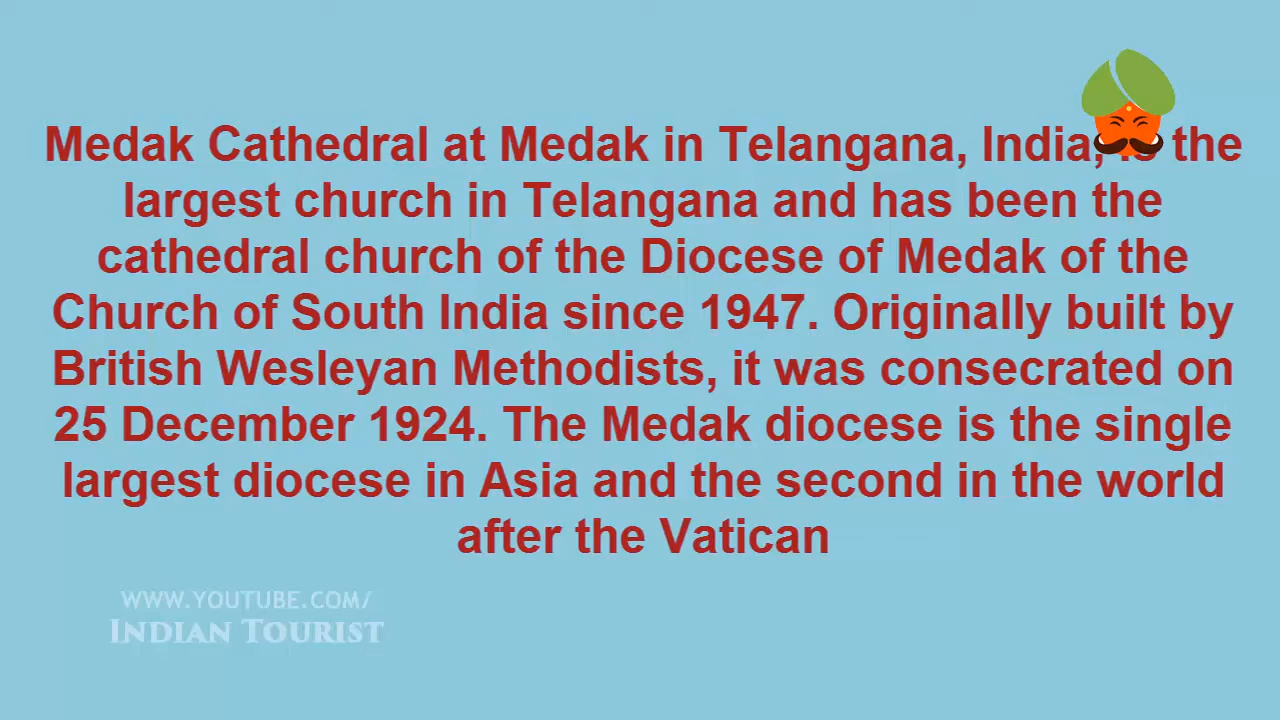 Medak Cathedral at Medak in Telangana, India, is the
largest church in Telangana and has been the
cathedral church of the Diocese of Medak of the
Church of South India since 1947. Originally built by
British Wesleyan Methodists, it was consecrated on
25 December 1924. The Medak diocese is the single
largest diocese in Asia and the second in the world
after the Vatican
WWW.YOUTUBE.COM/
INDIAN TOURIST